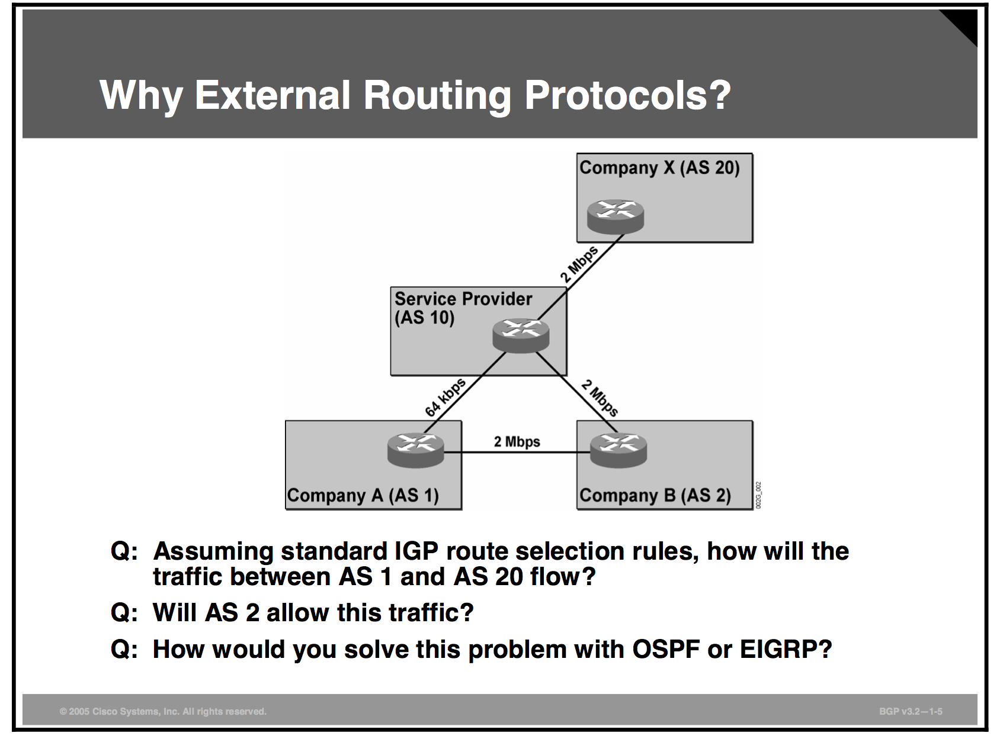 Why External Routing Protocols?
Company X (AS 20)
2 Mbps
Service Provider
(AS 10)
64 kbps
2 Mbps
2 Mbps
Company A (AS 1)
Company B (AS 2)
002G_002
Q: Assuming standard IGP route selection rules, how will the
traffic between AS 1 and AS 20 flow?
Q: Will AS 2 allow this traffic?
Q: How would you solve this problem with OSPF or EIGRP?
© 2005 Cisco Systems, Inc. All rights reserved.
BGP v3.2—1-5